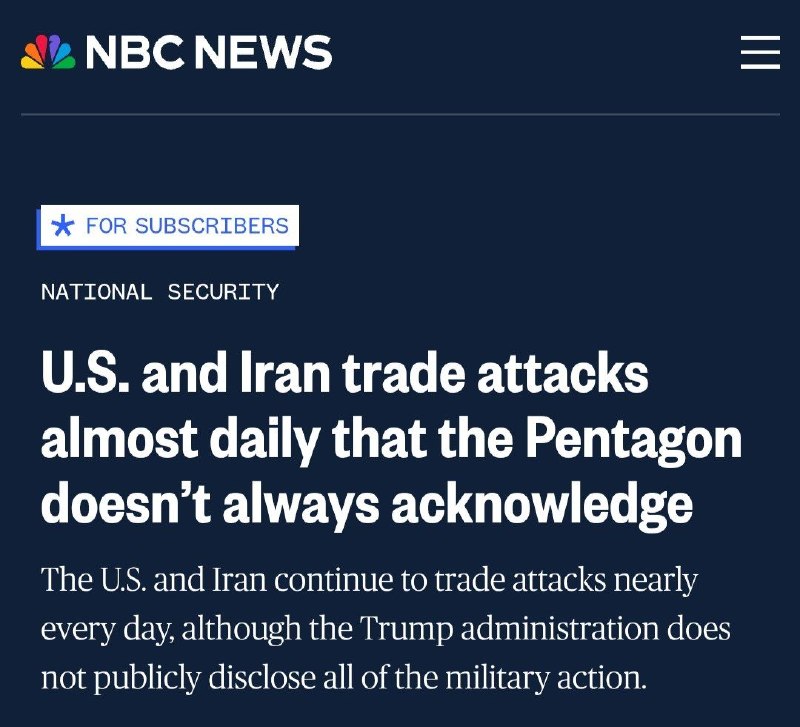 NBC NEWS
FOR SUBSCRIBERS
NATIONAL SECURITY
U.S. and Iran trade attacks
almost daily that the Pentagon
doesn’t always acknowledge
The U.S. and Iran continue to trade attacks nearly
every day, although the Trump administration does
not publicly disclose all of the military action.